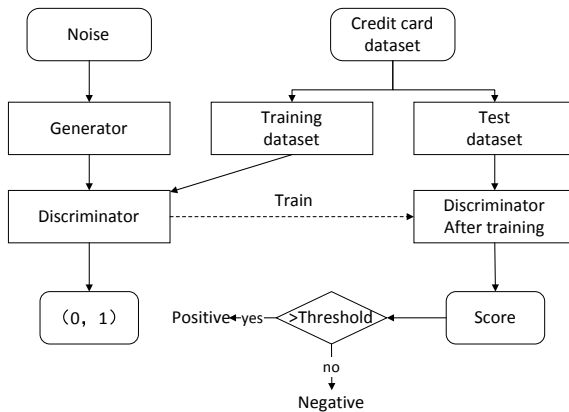 Noise
Credit card
dataset
Generator
Training
dataset
Test
dataset
Discriminator
Train
Discriminator
After training
（0，1）
Positive
yes
>Threshold
Score
no
Negative